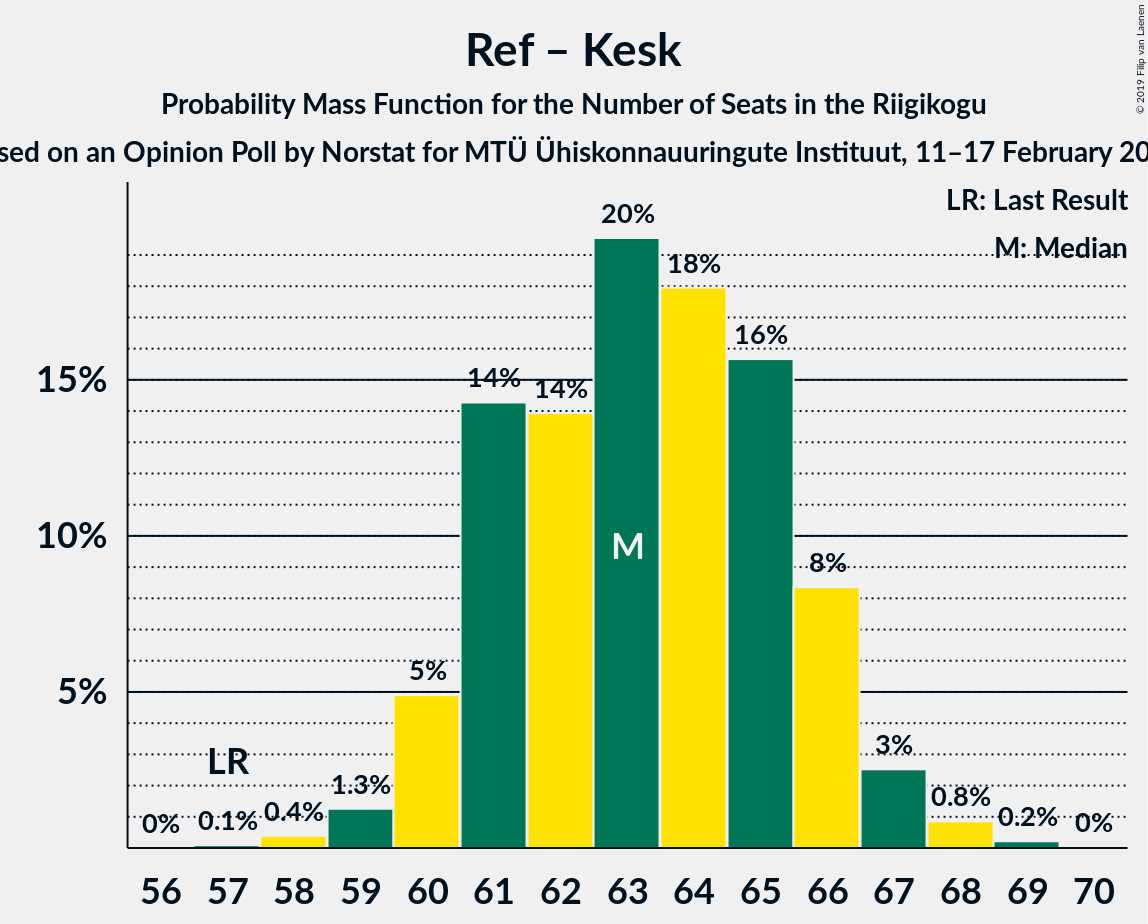 Ref – Kesk
Probability Mass Function for the Number of Seats in the Riigikogu
sed on an Opinion Poll by Norstat for MTÜ Ühiskonnauuringute Instituut, 11–17 February 20
© 2019 Filip van Laenen
LR: Last Result
M: Median
15%
10%
5%
0%
0.1%
0.4%
1.3%
5%
14%
14%
20%
18%
16%
8%
3%
0.8%
0.2%
0%
LR
M
56 57 58 59 60 61 62 63 64 65 66 67 68 69 70